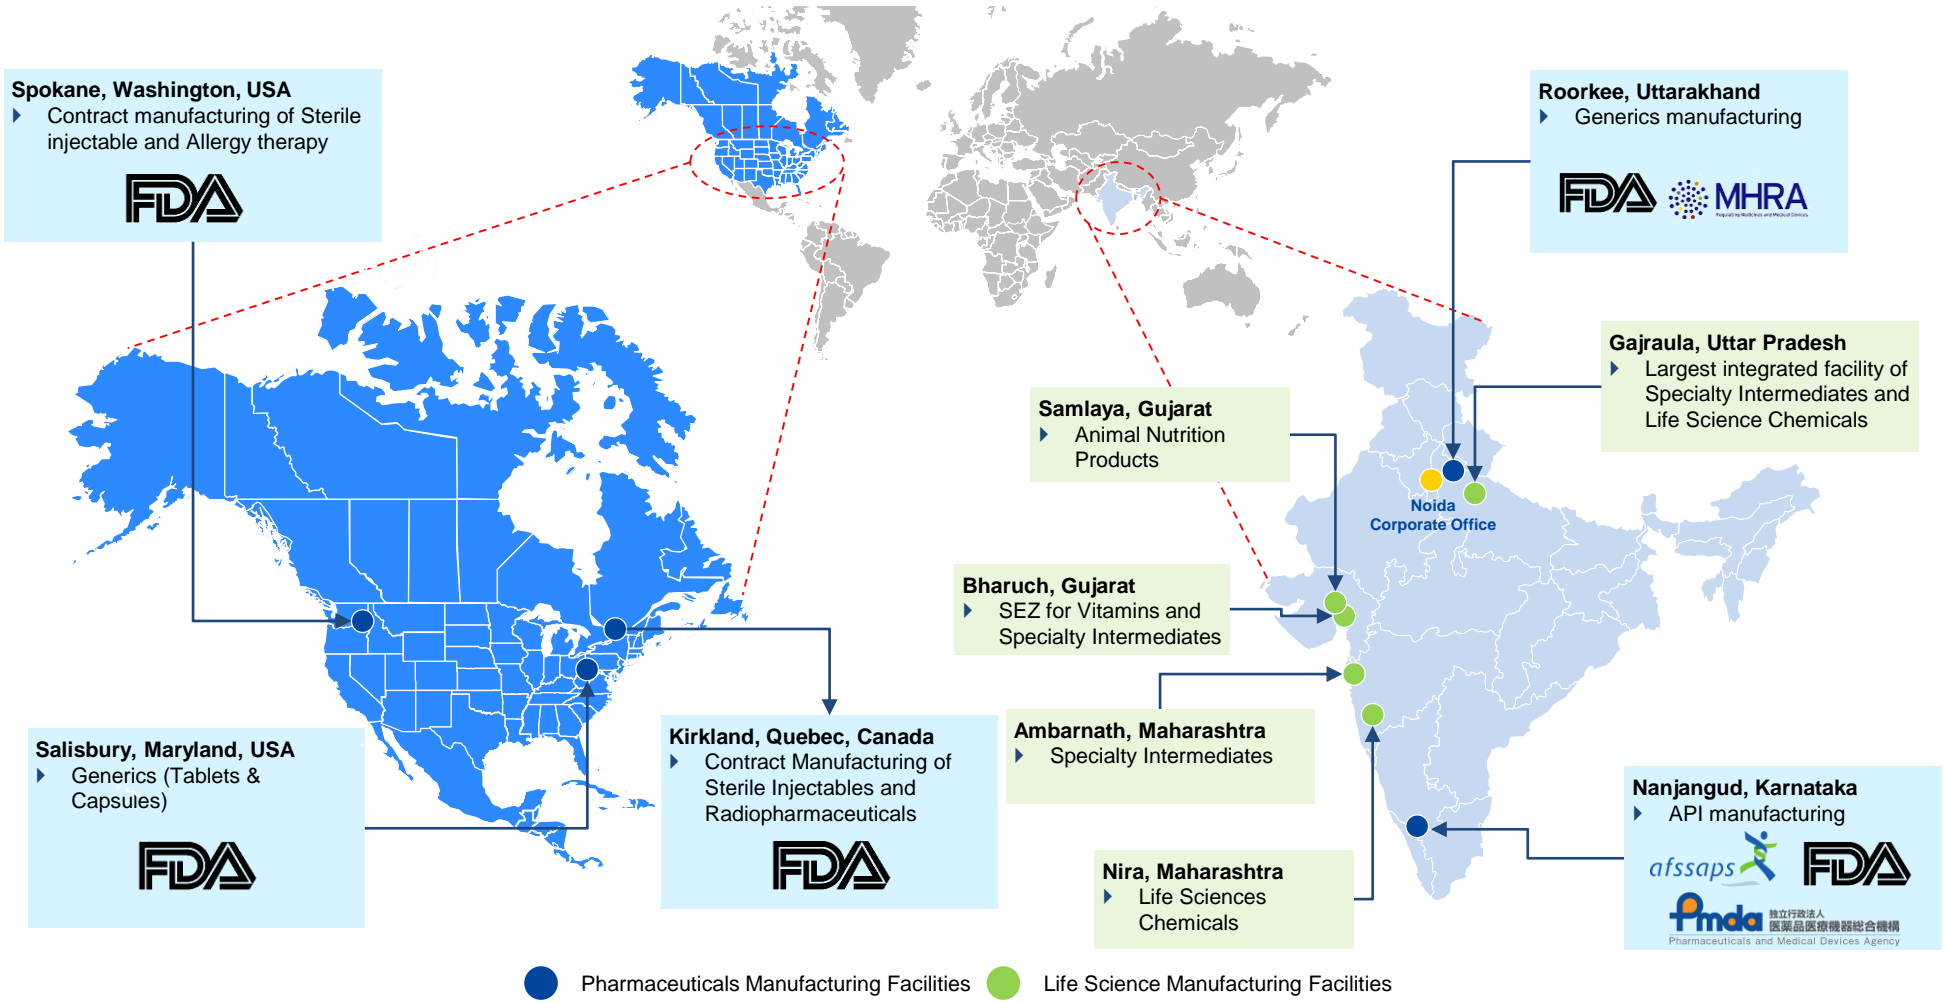 Spokane, Washington, USA
Contract manufacturing of Sterile
injectable and Allergy therapy
FDA
Roorkee, Uttarakhand
Generics manufacturing
FDA
MHRA
Regulating Medicines and Medical Devices
Gajraula, Uttar Pradesh
Largest integrated facility of
Specialty Intermediates and
Life Science Chemicals
Samlaya, Gujarat
Animal Nutrition
Products
Noida
Corporate Office
Bharuch, Gujarat
SEZ for Vitamins and
Specialty Intermediates
Salisbury, Maryland, USA
Generics (Tablets &
Capsules)
FDA
Kirkland, Quebec, Canada
Contract Manufacturing of
Sterile Injectables and
Radiopharmaceuticals
FDA
Ambarnath, Maharashtra
Specialty Intermediates
Nira, Maharashtra
Life Sciences
Chemicals
Nanjangud, Karnataka
API manufacturing
afssaps
FDA
Pmda
独立行政法人
医薬品医療機器総合機構
Pharmaceuticals and Medical Devices Agency
Pharmaceuticals Manufacturing Facilities
Life Science Manufacturing Facilities